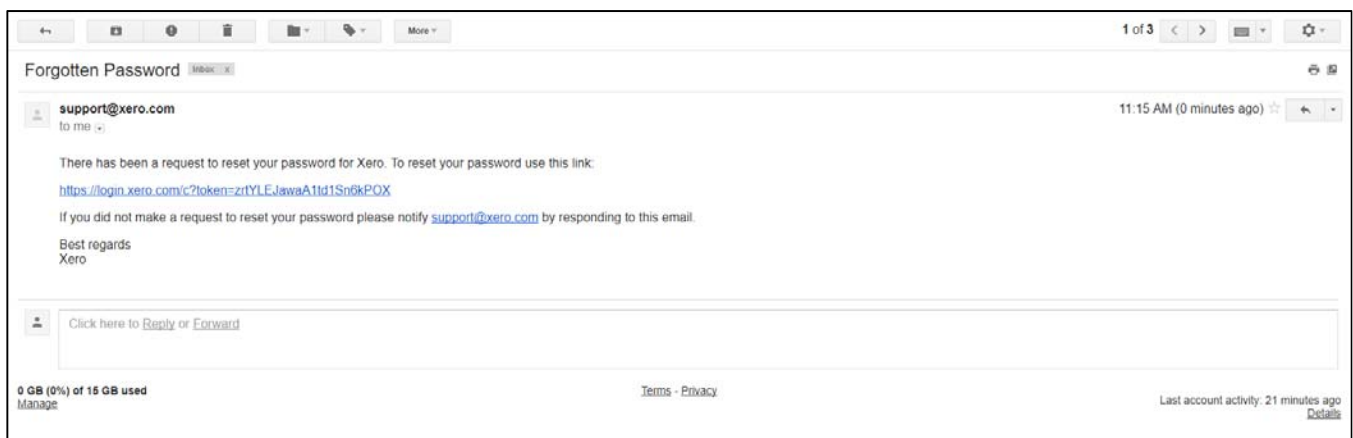 More
1 of 3
Forgotten Password Inbox x
support@xero.com
11:15 AM (0 minutes ago)
to me
There has been a request to reset your password for Xero. To reset your password use this link:
https://login.xero.com/c?token=zrtYLEJawaA1td1Sn6kPOX
If you did not make a request to reset your password please notify support@xero.com by responding to this email.
Best regards
Xero
Click here to Reply or Forward
0 GB (0%) of 15 GB used
Manage
Terms - Privacy
Last account activity: 21 minutes ago
Details